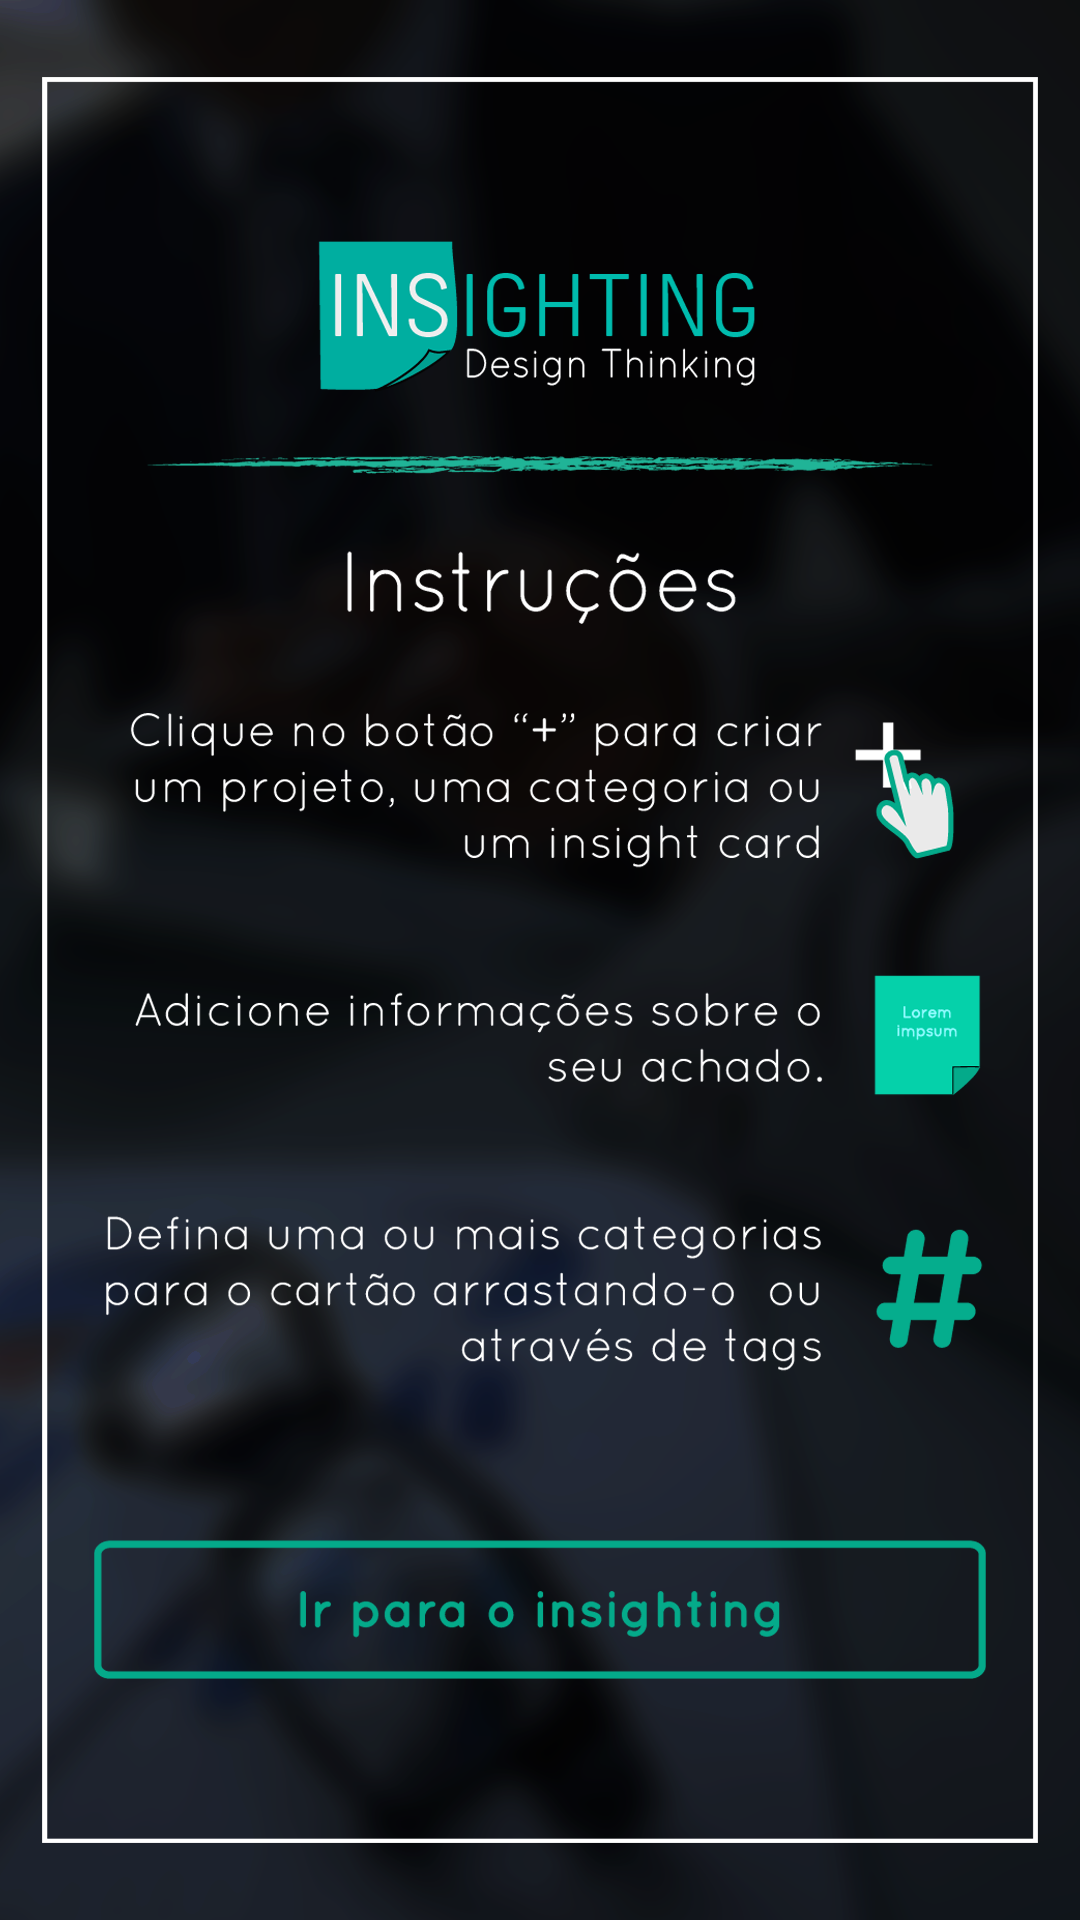 INSIGHTING
Design Thinking
Instruções
Clique no botão “+” para criar
um projeto, uma categoria ou
um insight card
Adicione informações sobre o
seu achado.
Lorem
impsum
Defina uma ou mais categorias
para o cartão arrastando-o ou
através de tags
#
Ir para o insighting